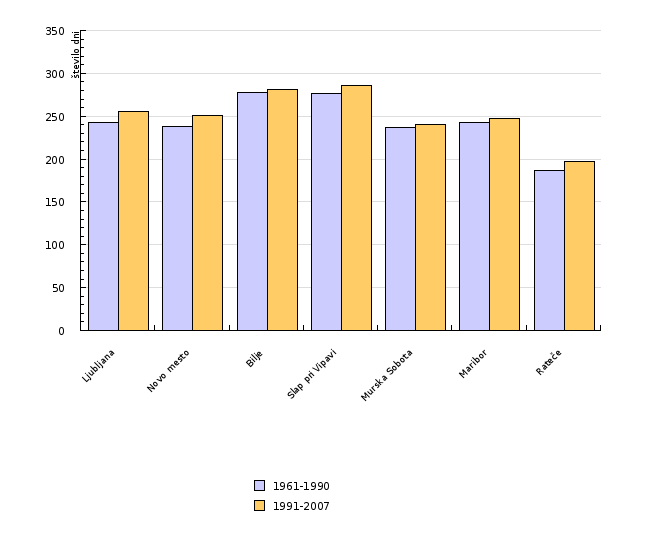 350
število dni
300
250
200
150
100
50
0
Ljubljana
Novo mesto
Bilje
Slap pri Vipavi
Murska Sobota
Maribor
Rateče
1961-1990
1991-2007